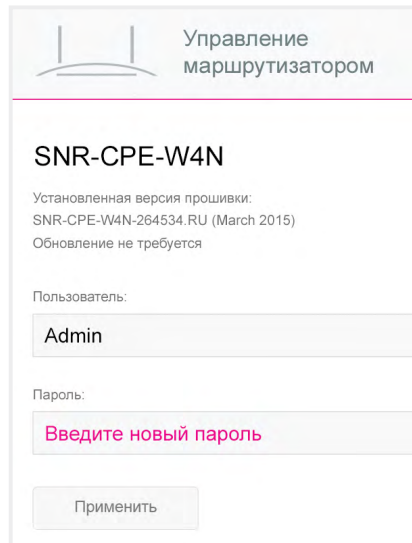 Управление
маршрутизатором
SNR-CPE-W4N
Установленная версия прошивки:
SNR-CPE-W4N-264534.RU (March 2015)
Обновление не требуется
Пользователь:
Admin
Пароль:
Введите новый пароль
Применить